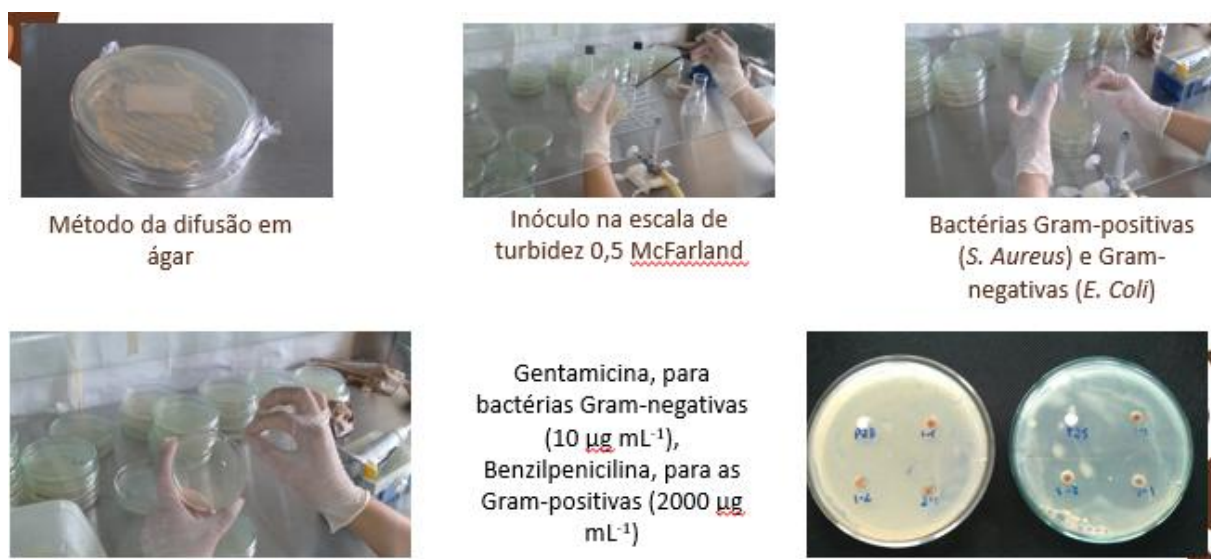 Método da difusão em
ágar
Inóculo na escala de
turbidez 0,5 McFarland
Bactérias Gram-positivas
(S. Aureus) e Gram-
negativas (E. Coli)
Gentamicina, para
bactérias Gram-negativas
(10 µg mL⁻¹),
Benzilpenicilina, para as
Gram-positivas (2000 µg
mL⁻¹)